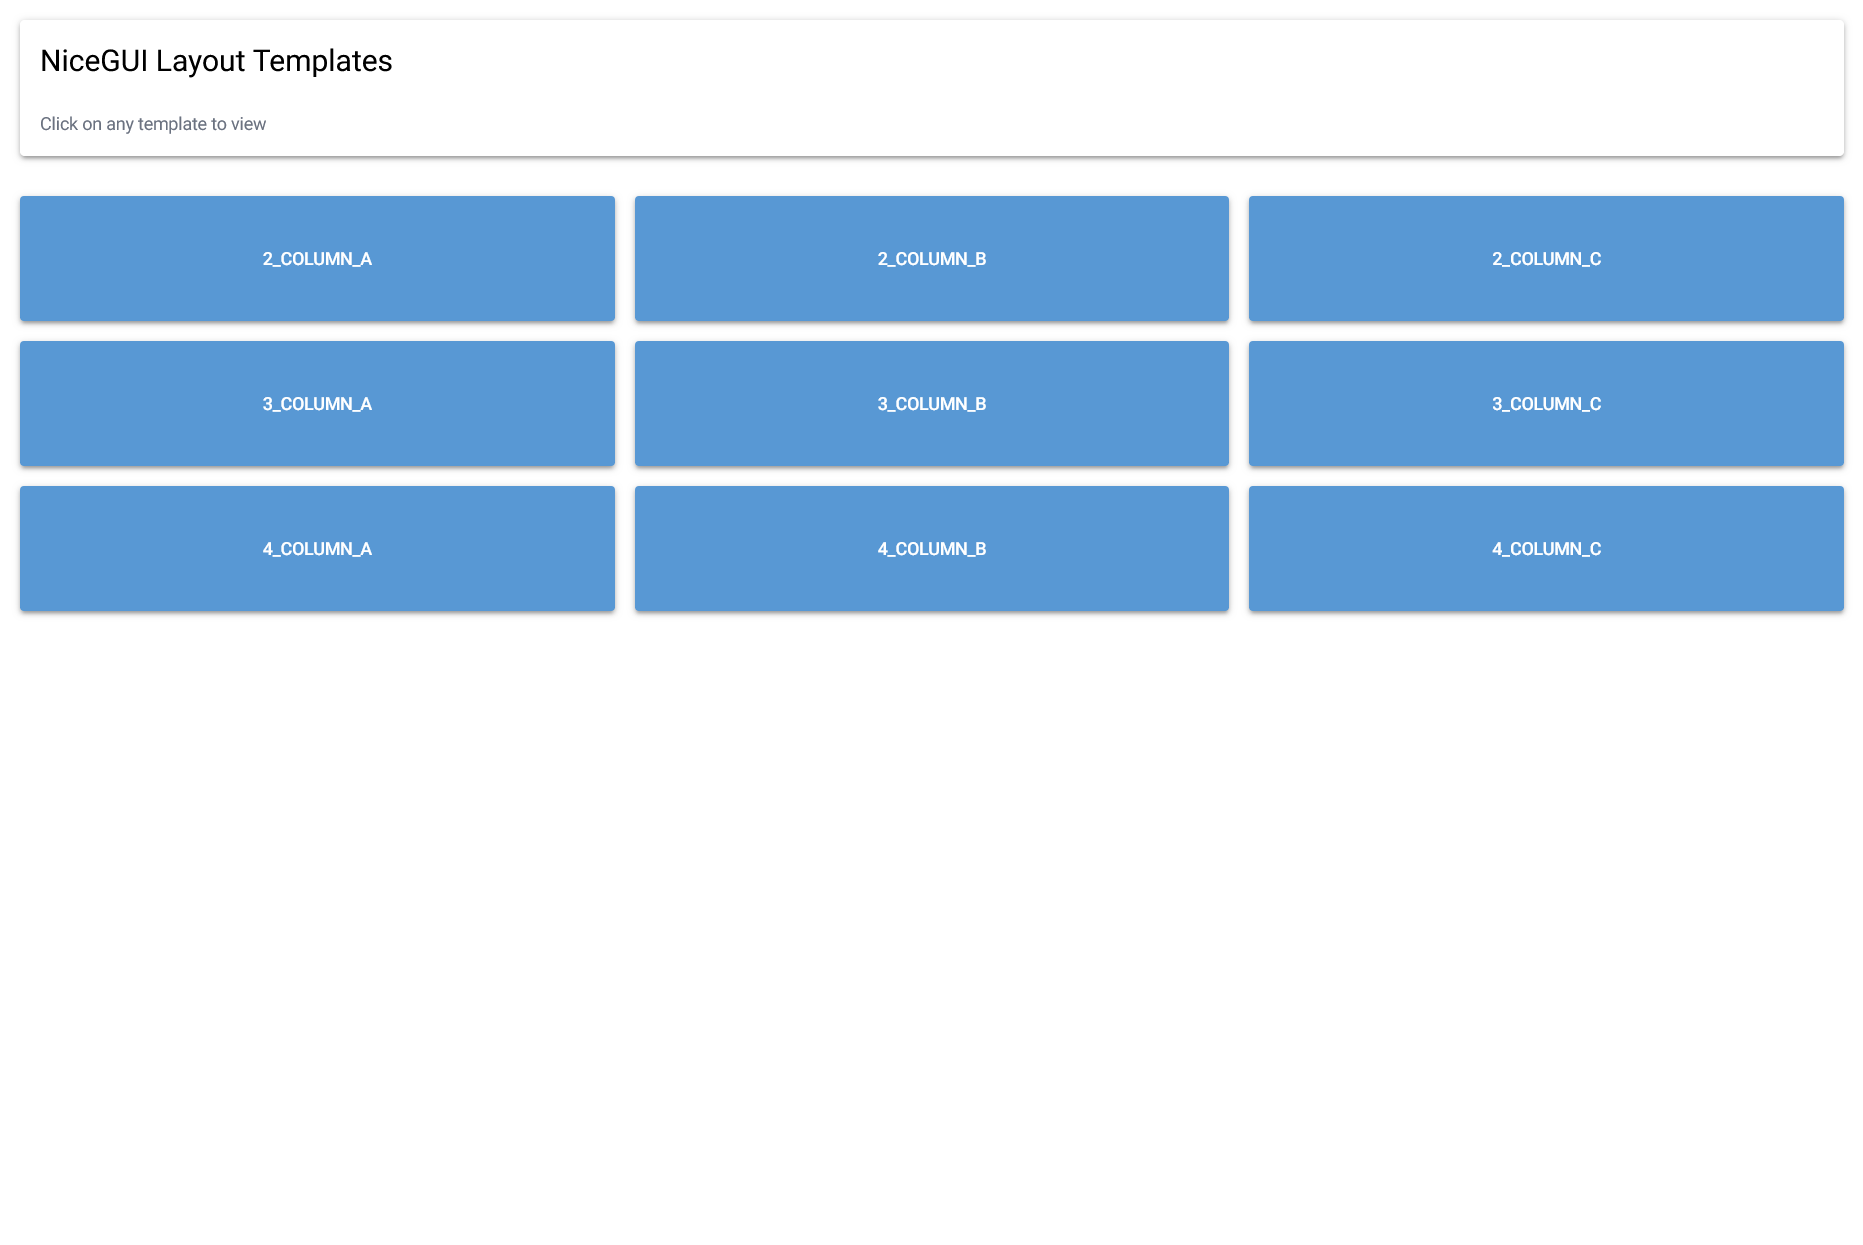 NiceGUI Layout Templates
Click on any template to view
2_COLUMN_A
2_COLUMN_B
2_COLUMN_C
3_COLUMN_A
3_COLUMN_B
3_COLUMN_C
4_COLUMN_A
4_COLUMN_B
4_COLUMN_C